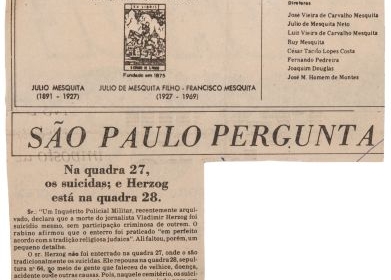 Fundado em 1875
JULIO MESQUITA
(1891 - 1927)
JULIO DE MESQUITA FILHO - FRANCISCO MESQUITA
(1927 - 1969)
Diretores
José Vieira de Carvalho Mesquita
Julio de Mesquita Neto
Luiz Vieira de Carvalho Mesquita
Ruy Mesquita
César Tácito Lopes Costa
Fernando Pedreira
Joaquim Douglas
José M. Homem de Montes
SÃO PAULO PERGUNTA
Na quadra 27,
os suicidas; e Herzog
está na quadra 28.
Sr.: "Um Inquérito Policial Militar, recentemente arqui-
vado, declara que a morte do jornalista Vladimir Herzog foi
suicídio mesmo, sem participação criminosa de outrem. O
rabino afirmou que o enterro foi praticado "em perfeito
acordo com a tradição religiosa judaica". Ali faltou, porém, um
pequeno detalhe:
O sr. Herzog não foi enterrado na quadra 27, onde o são
tradicionalmente os suicidas. Ele repousa na quadra 28, sepul-
tura nº 64, no meio de gente que faleceu de velhice, doença,
acidente ou de outras causas. Pois, naquele cemitério, os suici-